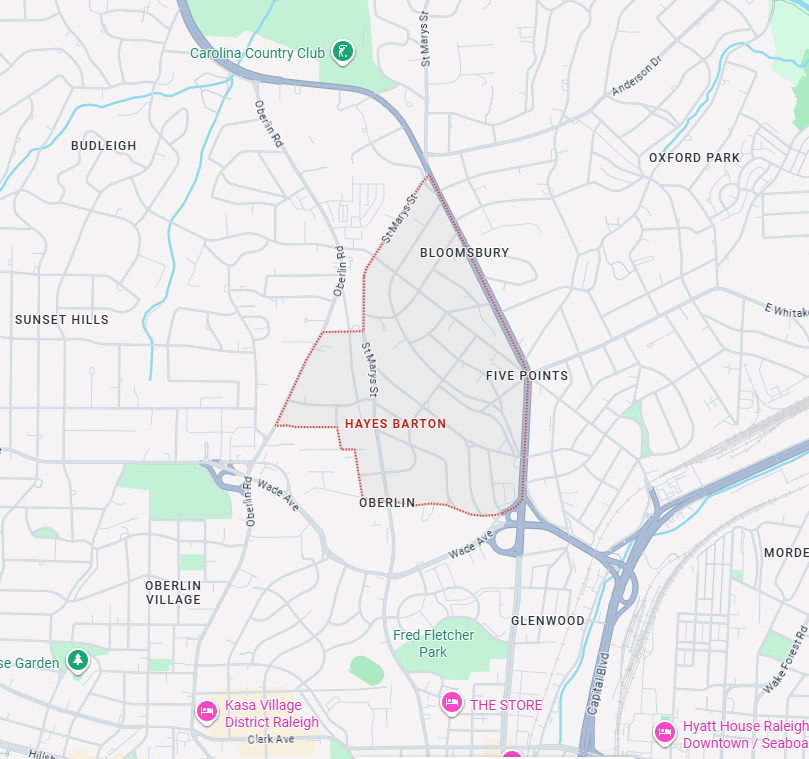 Carolina Country Club
St Marys St
Anderson Dr
Oberlin Rd
BUDLEIGH
OXFORD PARK
St Marys St
BLOOMSBURY
Oberlin Rd
E Whitak
SUNSET HILLS
St Marys St
FIVE POINTS
HAYES BARTON
Oberlin Rd
Wade Ave
OBERLIN
Wade Ave
MORDE
OBERLIN
VILLAGE
GLENWOOD
Fred Fletcher
Park
se Garden
Capital Blvd
Wake Forest Rd
Kasa Village
District Raleigh
THE STORE
Clark Ave
Hyatt House Raleigh
Downtown / Seaboa
Hillsb